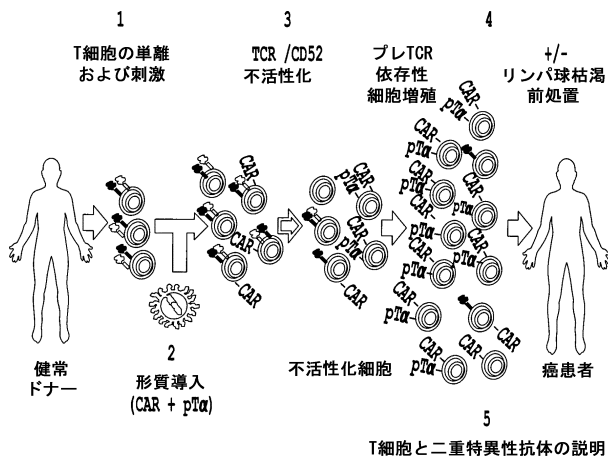 1
T細胞の単離
および刺激
3
TCR /CD52
不活性化
4
プレTCR
依存性
細胞増殖
+/-
リンパ球枯渇
前処置
CAR
CAR
CAR
CAR
pTα
CAR
pTα
CAR
CAR
pTα
CAR
pTα
CAR
pTα
CAR
pTα
CAR
pTα
CAR
pTα
CAR
pTα
CAR
pTα
CAR
CAR
pTα
CAR
健常
ドナー
2
形質導入
(CAR + pTα)
不活性化細胞
癌患者
5
T細胞と二重特異性抗体の説明